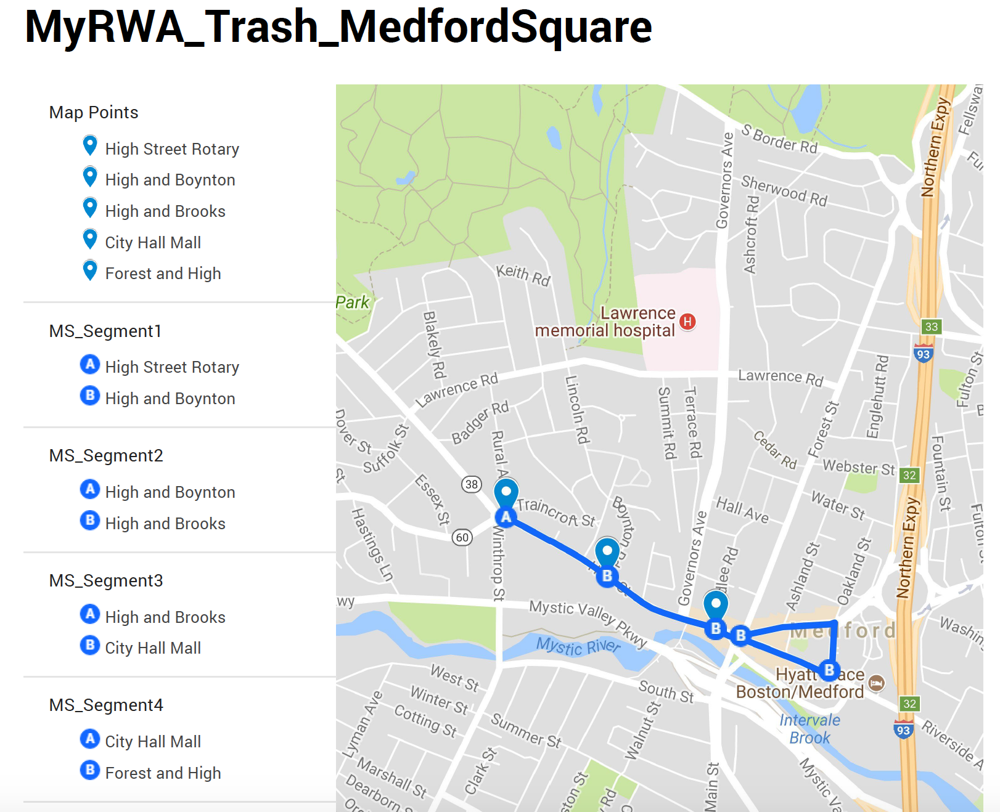 MyRWA_Trash_MedfordSquare
Map Points
High Street Rotary
High and Boynton
High and Brooks
City Hall Mall
Forest and High
MS_Segment1
A High Street Rotary
B High and Boynton
MS_Segment2
A High and Boynton
B High and Brooks
MS_Segment3
A High and Brooks
B City Hall Mall
MS_Segment4
A City Hall Mall
B Forest and High
S Border Rd
Governors Ave
Sherwood Rd
Ashcroft Rd
Northern Expy
Keith Rd
Park
Lawrence
memorial hospital
H
33
93
Blakely Rd
Lawrence Rd
Lawrence Rd
Lincoln Rd
Summit Rd
Terrace Rd
Englehutt Rd
Fulton St
Badger Rd
Dover St
Suffolk St
Rural A
Cedar Rd
Forest St
Webster St
32
Fountain St
38
Essex St
Traincroft St
Hall Ave
Water St
A
60
Hastings Ln
Winthrop St
B
Governors Ave
Ashland St
Oakland St
Northern Expy
wy
Mystic Valley Pkwy
B
B
Medford
Mystic River
B
Hyatt ace
Boston/Medford
West St
Winter St
Cotting St
South St
32
93
Intervale
Brook
Lyman Ave
Summer St
Walnut St
Riverside A
Marshall St
Clark St
Dearborn S
Main St
Mystic Va